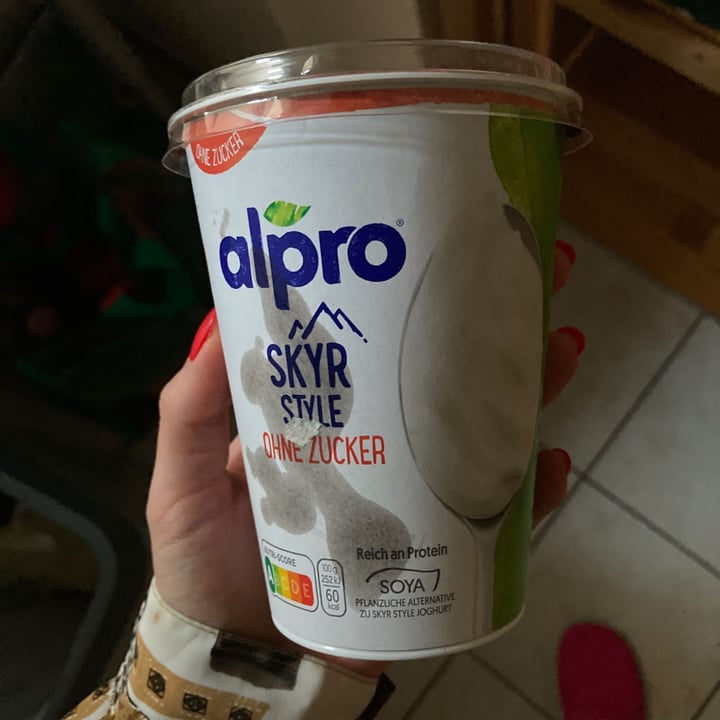 OHNE ZUCKER
alpro®
SKYR
STYLE
OHNE ZUCKER
NUTRI-SCORE
A B C D E
100 g
252 kJ
60
kcal
Reich an Protein
SOYA
PFLANZLICHE ALTERNATIVE
ZU SKYR STYLE JOGHURT